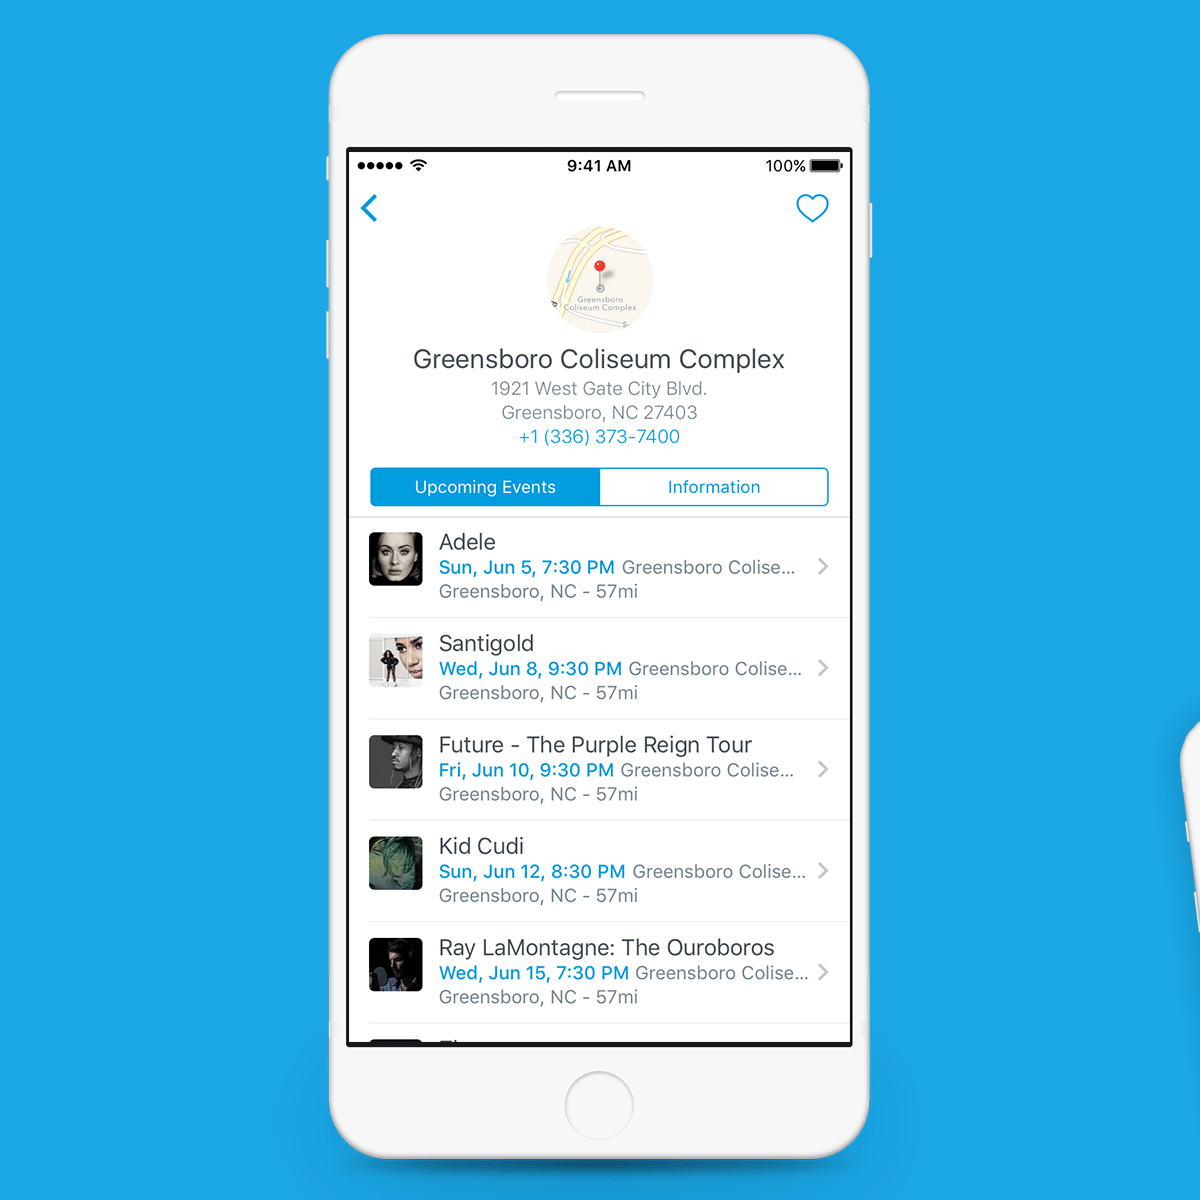 9:41 AM
100%
Greensboro
Coliseum Complex
Greensboro Coliseum Complex
1921 West Gate City Blvd.
Greensboro, NC 27403
+1 (336) 373-7400
Upcoming Events
Information
Adele
Sun, Jun 5, 7:30 PM Greensboro Colise...
Greensboro, NC - 57mi
Santigold
Wed, Jun 8, 9:30 PM Greensboro Colise...
Greensboro, NC - 57mi
Future - The Purple Reign Tour
Fri, Jun 10, 9:30 PM Greensboro Colise...
Greensboro, NC - 57mi
Kid Cudi
Sun, Jun 12, 8:30 PM Greensboro Colise...
Greensboro, NC - 57mi
Ray LaMontagne: The Ouroboros
Wed, Jun 15, 7:30 PM Greensboro Colise...
Greensboro, NC - 57mi